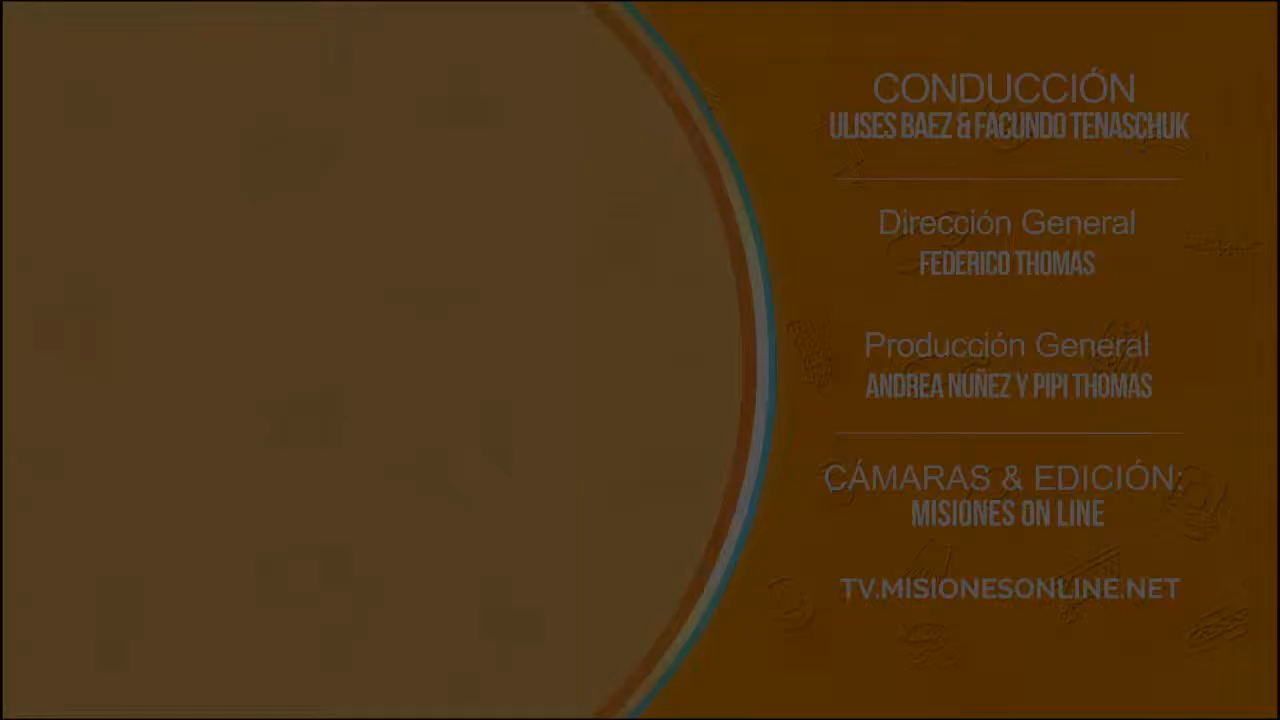 CONDUCCIÓN
ULISES BAEZ & FACUNDO TENASCHUK
Dirección General
FEDERICO THOMAS
Producción General
ANDREA NUÑEZ Y PIPI THOMAS
CÁMARAS & EDICIÓN:
MISIONES ON LINE
TV.MISIONESONLINE.NET